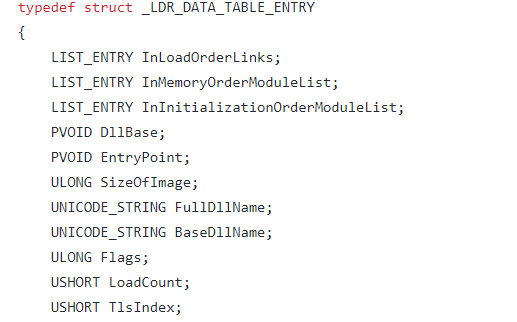 typedef struct _LDR_DATA_TABLE_ENTRY
{
LIST_ENTRY InLoadOrderLinks;
LIST_ENTRY InMemoryOrderModuleList;
LIST_ENTRY InInitializationOrderModuleList;
PVOID DllBase;
PVOID EntryPoint;
ULONG SizeOfImage;
UNICODE_STRING FullDllName;
UNICODE_STRING BaseDllName;
ULONG Flags;
USHORT LoadCount;
USHORT TlsIndex;